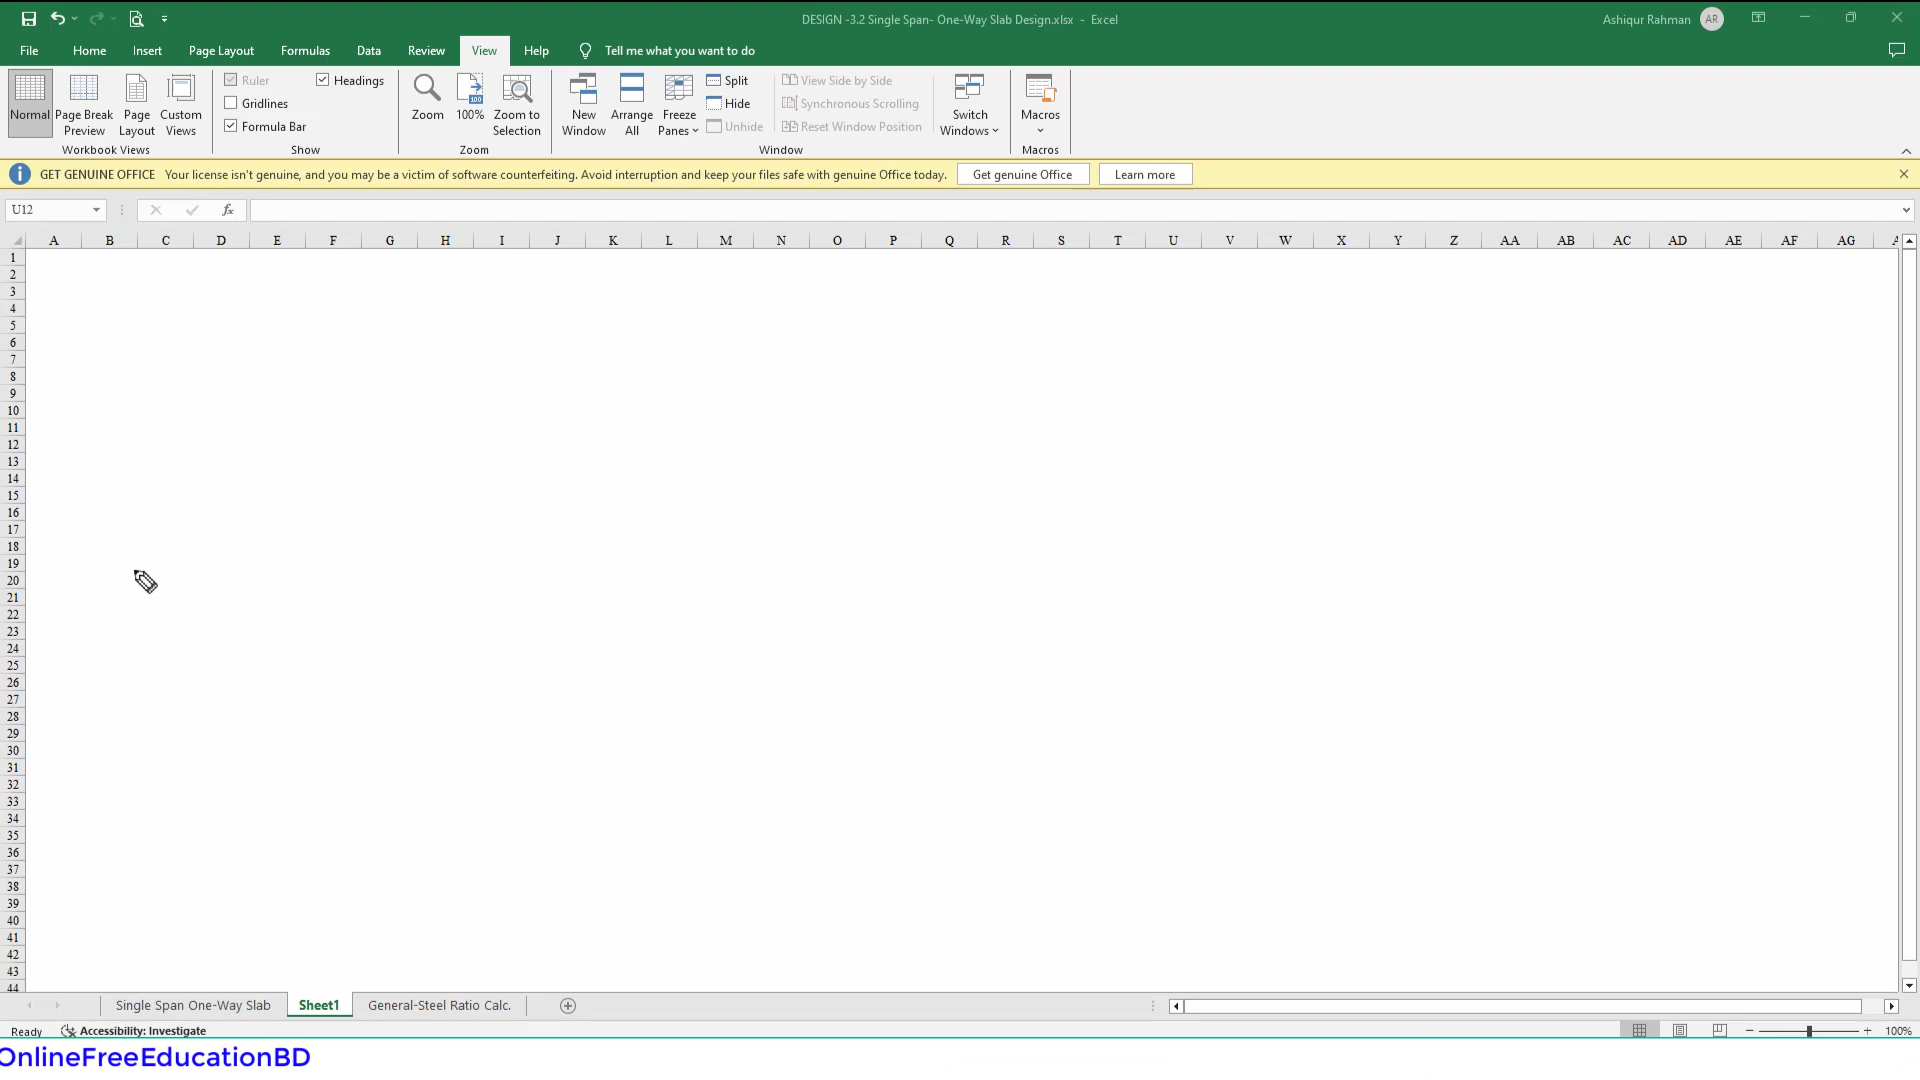 DESIGN -3.2 Single Span- One-Way Slab Design.xlsx - Excel
Ashiqur Rahman AR
File Home Insert Page Layout Formulas Data Review View Help Tell me what you want to do
Normal
Page Break Preview
Page Layout
Custom Views
Workbook Views
Ruler
Headings
Gridlines
Formula Bar
Show
Zoom
100
100%
Zoom to Selection
Zoom
New Window
Arrange All
Freeze Panes
Split
Hide
Unhide
View Side by Side
Synchronous Scrolling
Reset Window Position
Switch Windows
Window
Macros
Macros
GET GENUINE OFFICE Your license isn't genuine, and you may be a victim of software counterfeiting. Avoid interruption and keep your files safe with genuine Office today. Get genuine Office Learn more
U12 fx
A B C D E F G H I J K L M N O P Q R S T U V W X Y Z AA AB AC AD AE AF AG
1
2
3
4
5
6
7
8
9
10
11
12
13
14
15
16
17
18
19
20
21
22
23
24
25
26
27
28
29
30
31
32
33
34
35
36
37
38
39
40
41
42
43
44
Single Span One-Way Slab Sheet1 General-Steel Ratio Calc.
Ready Accessibility: Investigate 100%
OnlineFreeEducationBD